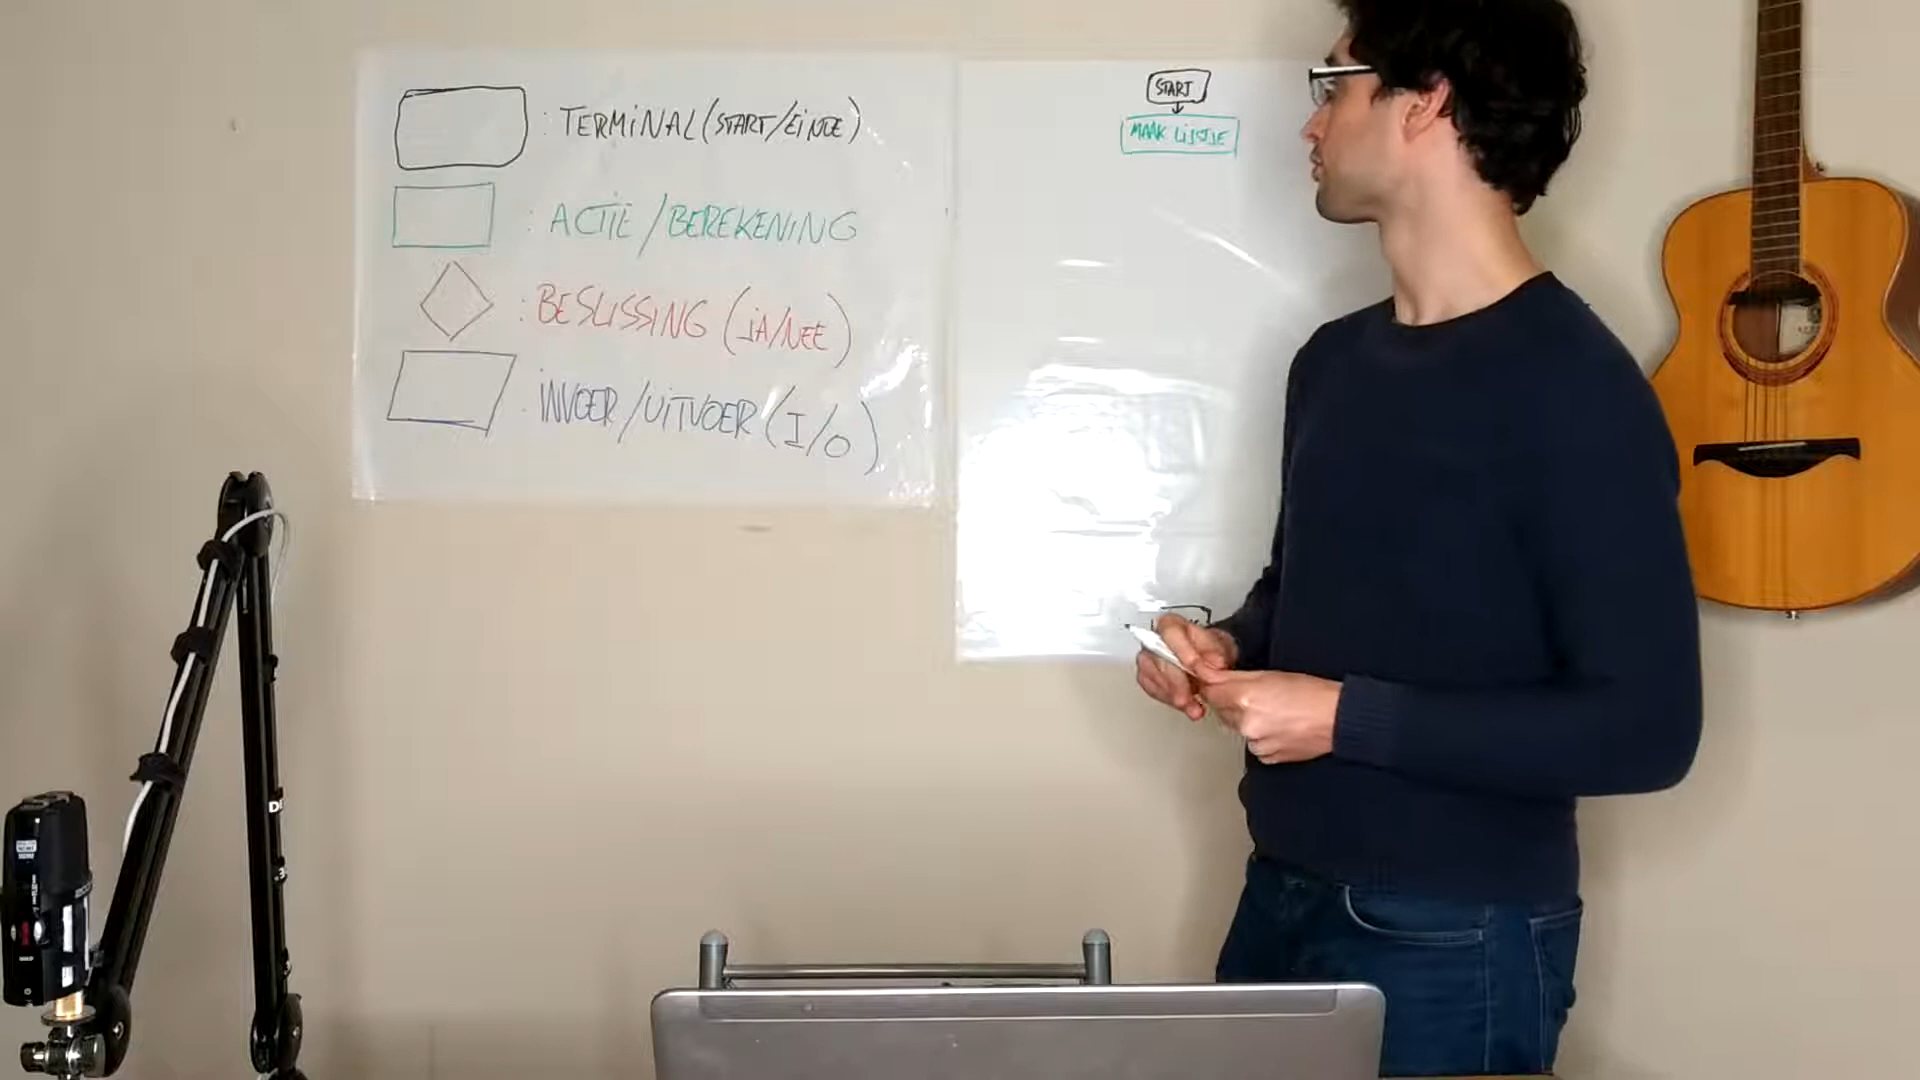 : TERMINAL (START/EINDE)
: ACTIE / BEREKENING
: BESLISSING (JA/NEE)
: INVOER / UITVOER (I/O)
START
MAAK LIJSTJE